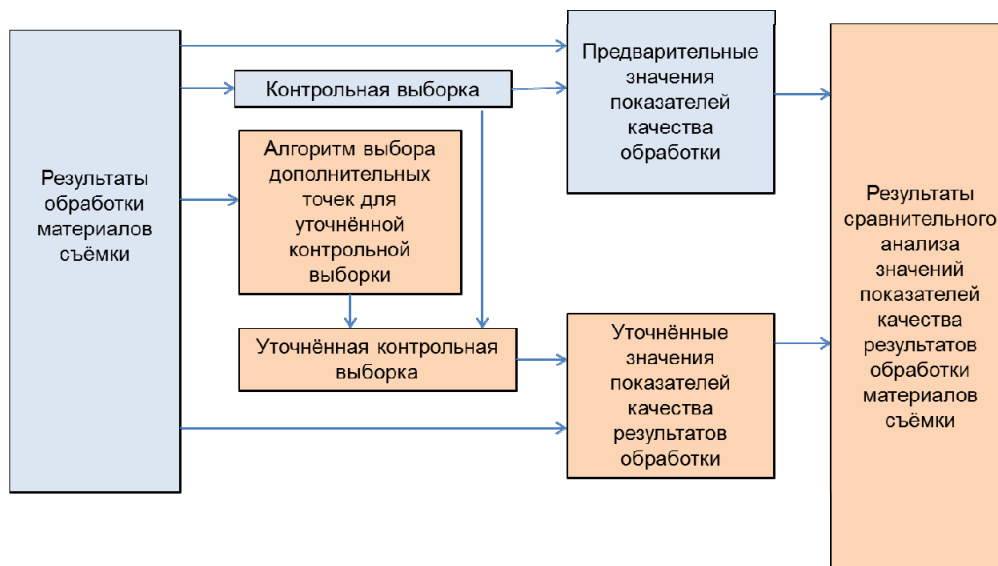 Результаты
обработки
материалов
съёмки
Контрольная выборка
Алгоритм выбора
дополнительных
точек для
уточнённой
контрольной
выборки
Уточнённая контрольная
выборка
Предварительные
значения
показателей
качества
обработки
Уточнённые
значения
показателей
качества
результатов
обработки
Результаты
сравнительного
анализа
значений
показателей
качества
результатов
обработки
материалов
съёмки